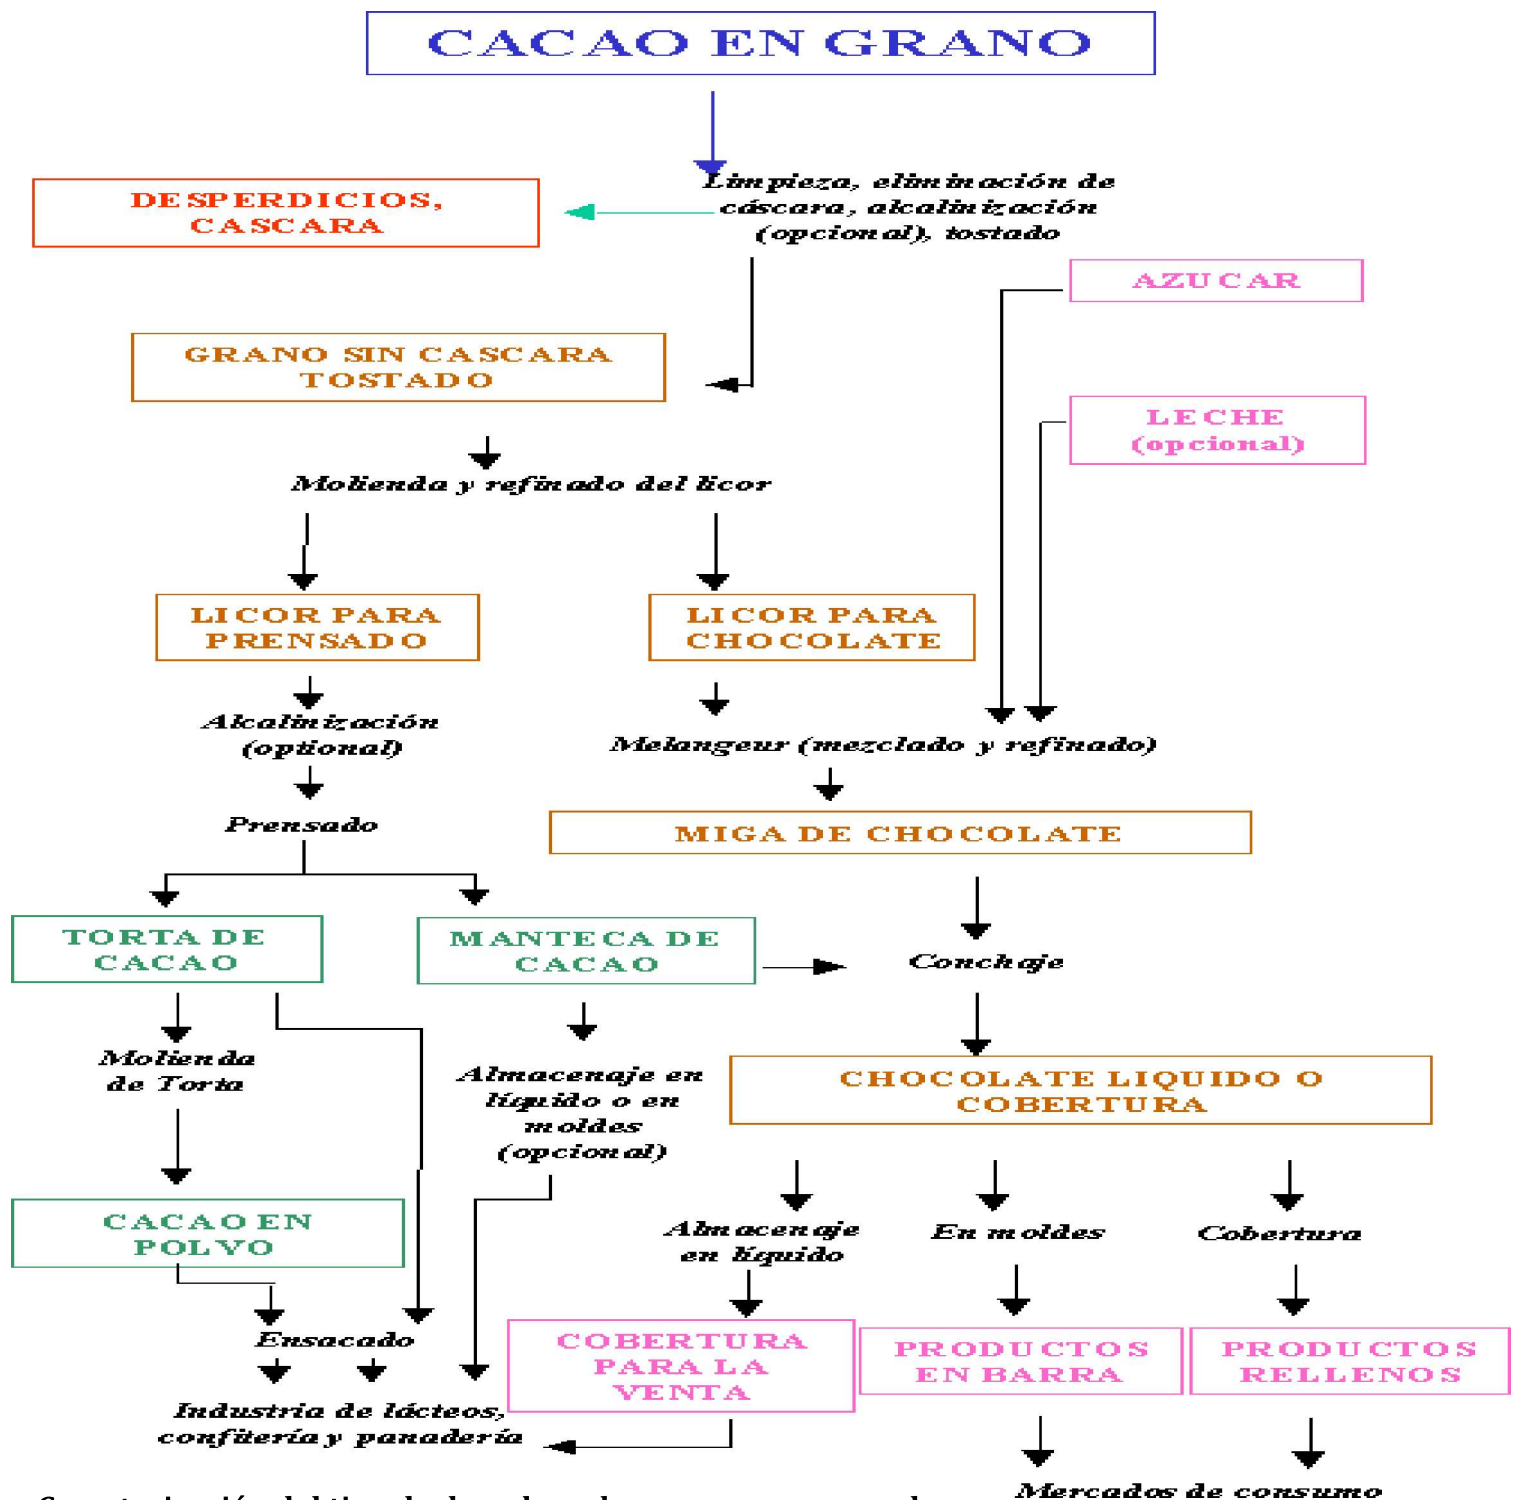 CACAO EN GRANO
Limpieza, eliminación de
cáscara, alcalinización
(opcional), tostado
DESPERDICIOS,
CASCARA
AZUCAR
GRANO SIN CASCARA
TOSTADO
LECHE
(opcional)
Molienda y refinado del licor
LICOR PARA
PRENSADO
LICOR PARA
CHOCOLATE
Alcalinización
(optional)
Melangeur (mezclado y refinado)
Prensado
MIGA DE CHOCOLATE
TORTA DE
CACAO
MANTECA DE
CACAO
Conchaje
Molienda
de Torta
Almacenaje en
líquido o en
moldes
(opcional)
CHOCOLATE LIQUIDO O
COBERTURA
CACAO EN
POLVO
Almacenaje
en líquido
En moldes
Cobertura
Ensacado
COBERTURA
PARA LA
VENTA
PRODUCTOS
EN BARRA
PRODUCTOS
RELLENOS
Industria de lácteos,
confitería y panadería
Mercados de consumo